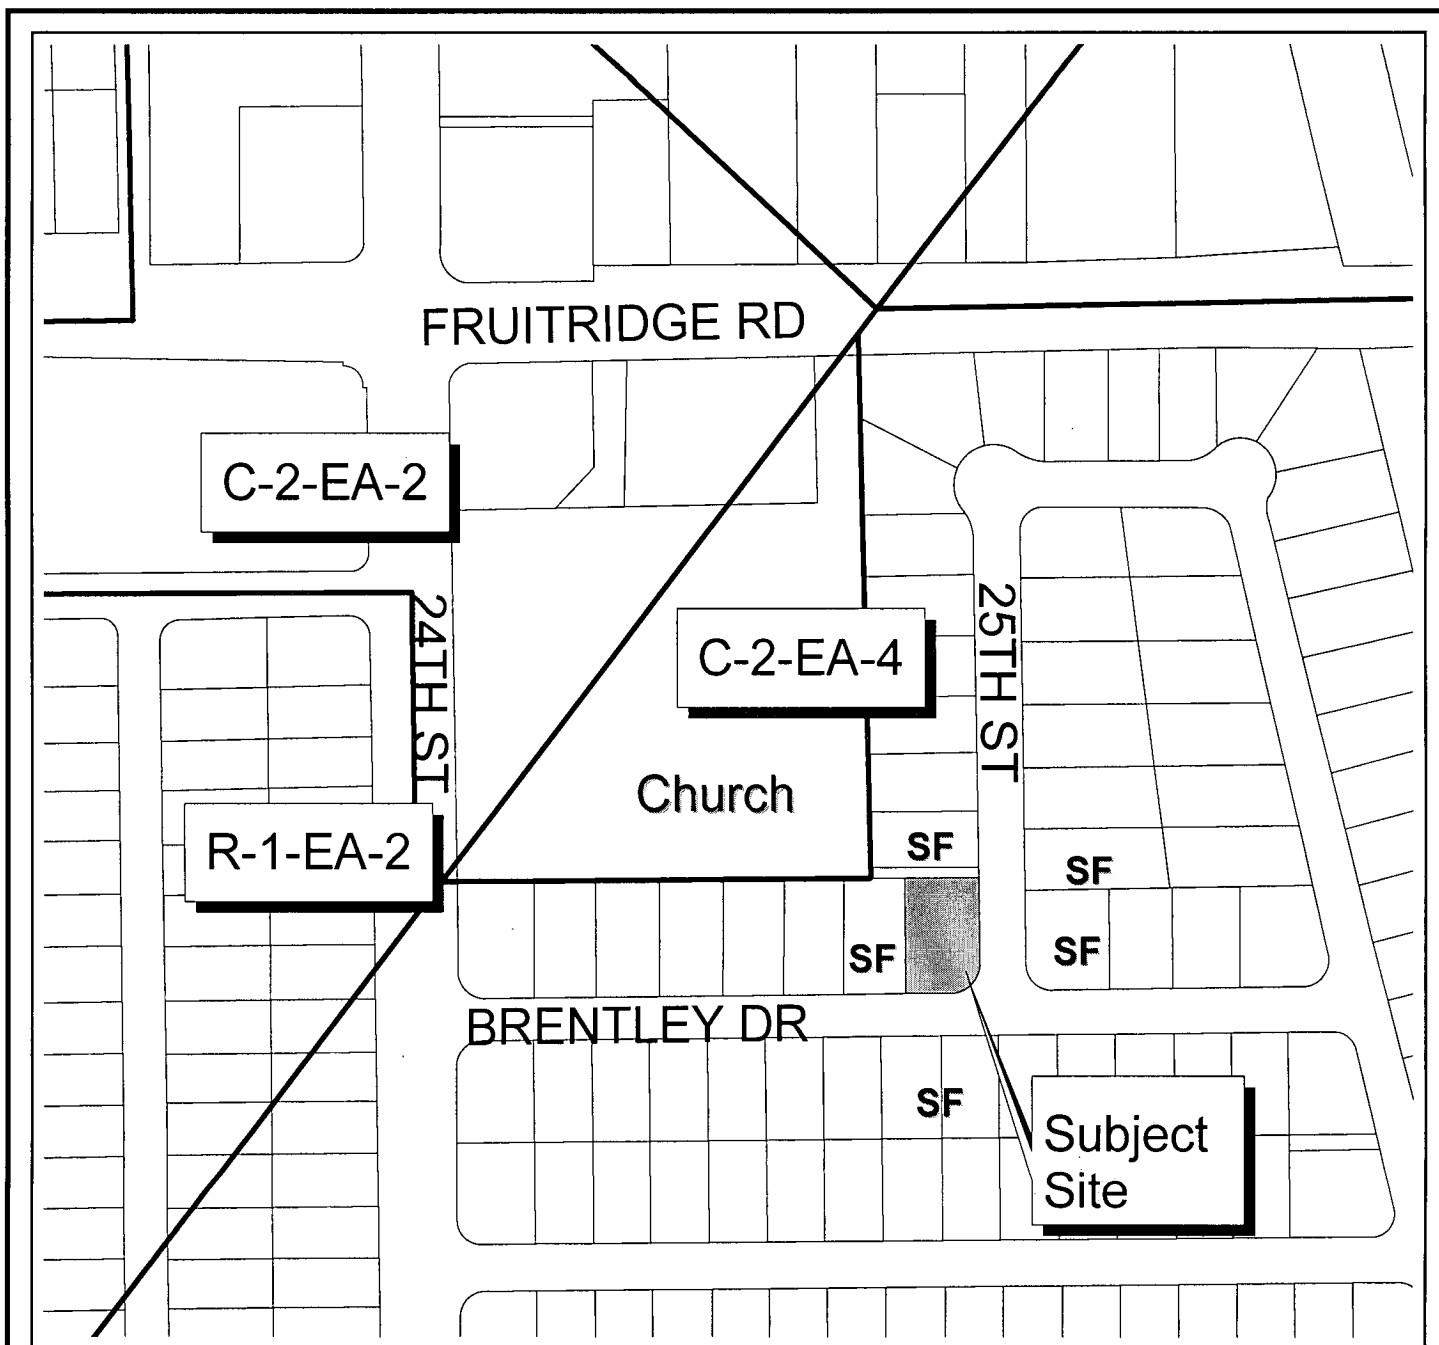 FRUITRIDGE RD
C-2-EA-2
24TH ST
25TH ST
C-2-EA-4
Church
R-1-EA-2
SF
SF
SF
SF
BRENTLEY DR
SF
Subject
Site